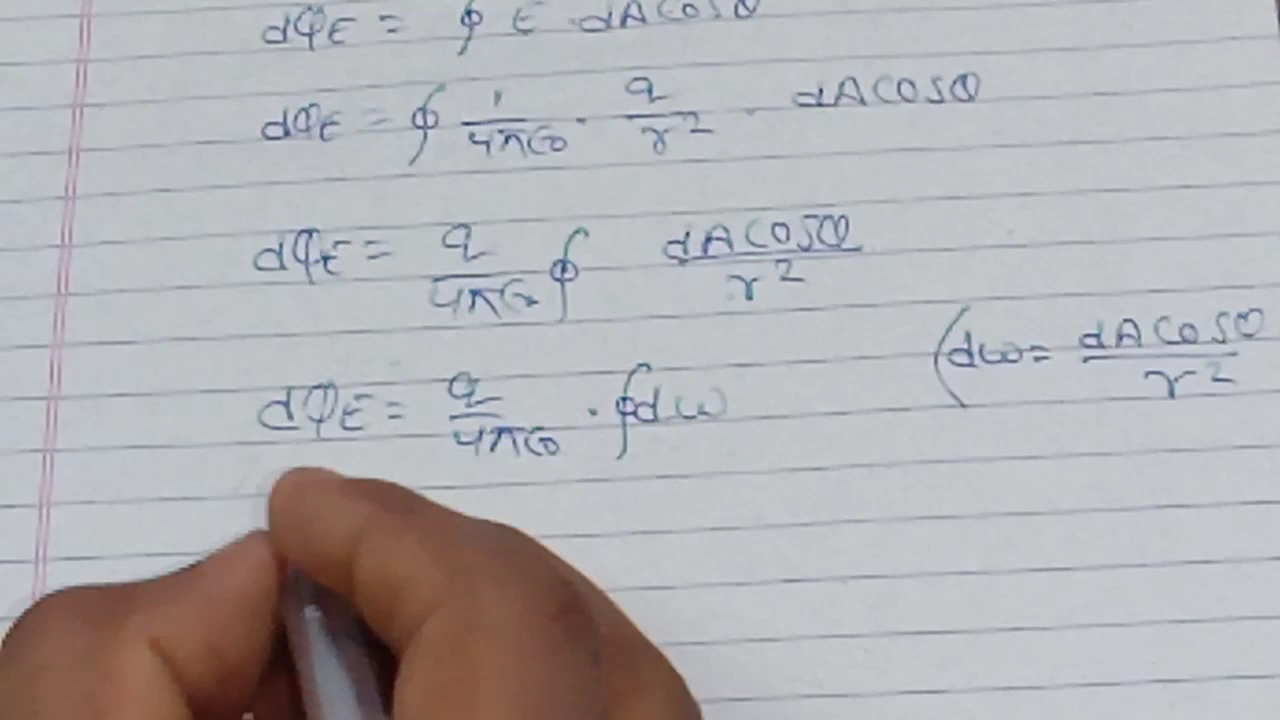 dφE = ∮ E · dA cosθ
dφE = ∮ 1/4πε0 · q/r² · dA cosθ
dφE = q/4πε0 ∮ dA cosθ/r²
(dω = dA cosθ/r²
dφE = q/4πε0 · ∮dω